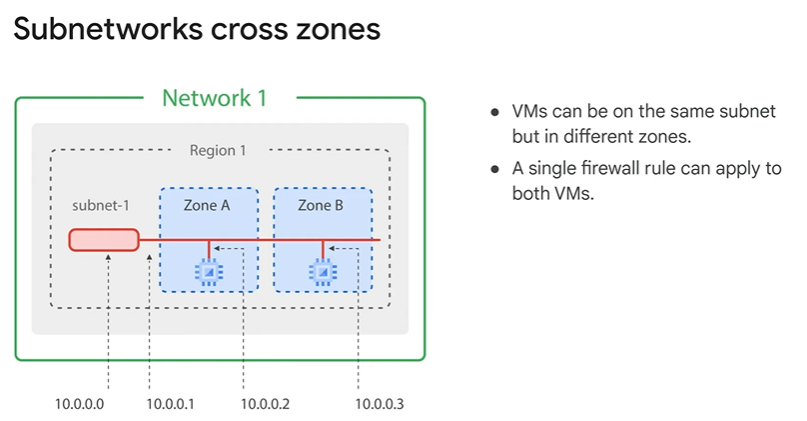 Subnetworks cross zones
Network 1
Region 1
subnet-1
Zone A
Zone B
10.0.0.0
10.0.0.1
10.0.0.2
10.0.0.3
● VMs can be on the same subnet
but in different zones.
● A single firewall rule can apply to
both VMs.